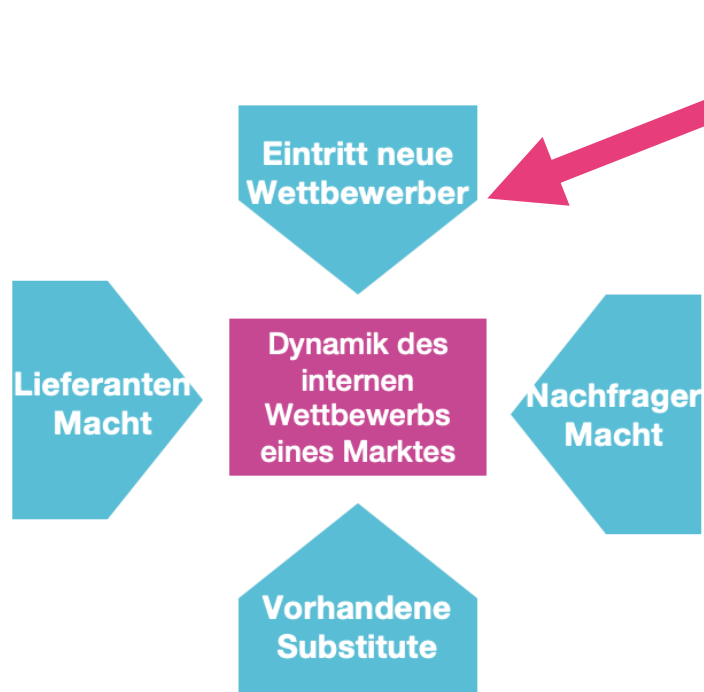 Eintritt neue
Wettbewerber
Dynamik des
internen
Wettbewerbs
eines Marktes
Lieferanten
Macht
Nachfrager
Macht
Vorhandene
Substitute